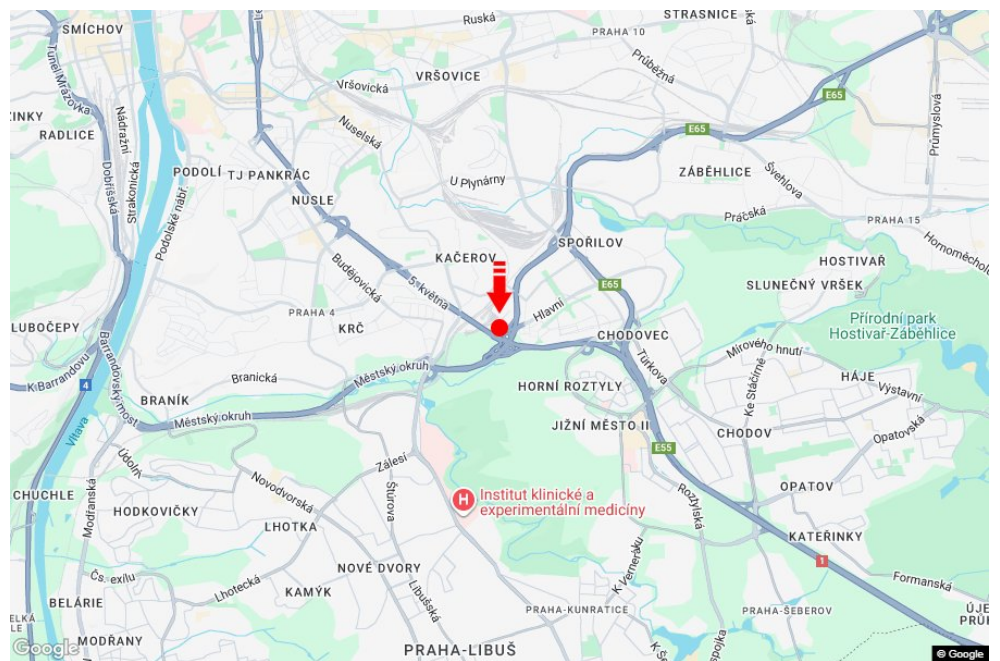 SMÍCHOV
Ruská
STRASNICE
PRAHA 10
Tunel Mrázovka
Průběžná
VRŠOVICE
Vršovická
E65
ZINKY
Nádražní
RADLICE
Nuselská
E65
Průmyslová
Strakonická
Dobříšská
PODOLÍ
TJ PANKRÁC
U Plynárny
ZÁBĚHLICE
Švehlova
Podolské nábř.
NUSLE
Práčská
PRAHA 15
Hornoměchol
SPOŘILOV
KAČEROV
HOSTIVAŘ
Budějovická
5. května
E65
SLUNEČNÝ VRŠEK
PRAHA 4
Hlavní
Přírodní park
Hostivař-Záběhlice
LUBOČEPY
KRČ
CHODOVEC
Barrandovský most
Türkova
Mírového hnutí
K Barrandovu
4
Branická
Městský okruh
HORNÍ ROZTYLY
Ke Stáčírně
HÁJE
Výstavní
BRANÍK
Městský okruh
JIŽNÍ MĚSTO II
CHODOV
Opatovská
Vltava
E55
Údolní
Zálesí
CHUCHLE
Modřanská
Novodvorská
Štúrova
Institut klinické a
experimentální medicíny
Roztylská
OPATOV
HODKOVIČKY
LHOTKA
KATEŘINKY
1
NOVÉ DVORY
K Verneráku
Čs. exilu
Lhotecká
KAMÝK
Libušská
Formanská
BELÁRIE
PRAHA-KUNRATICE
PRAHA-ŠEBEROV
MODŘANY
PRAHA-LIBUŠ
Google
© Google